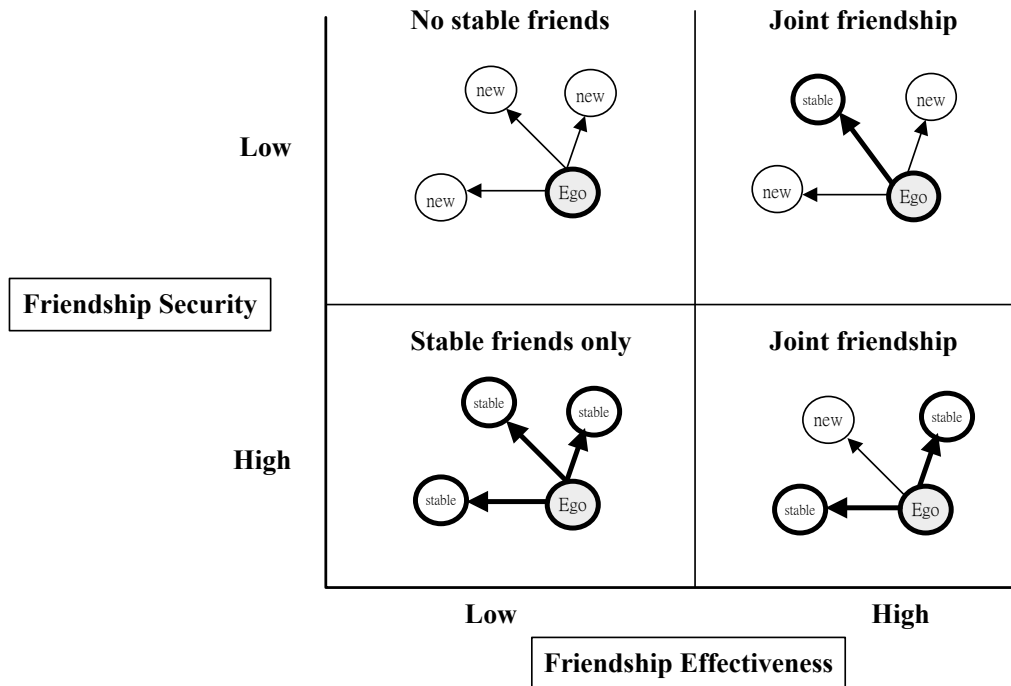 No stable friends
Joint friendship
new
new
new
Ego
stable
new
new
Ego
Low
Friendship Security
Stable friends only
Joint friendship
stable
stable
stable
Ego
new
stable
stable
Ego
High
Low
High
Friendship Effectiveness